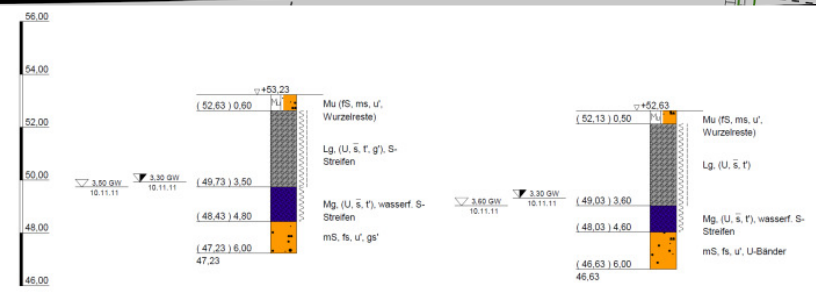 56,00
54,00
52,00
50,00
48,00
46,00
+53,23
Mu
( 52,63 ) 0,60
Mu (fS, ms, u',
Wurzelreste)
Lg, (U, s̅, t', g'), S-
Streifen
3,50 GW
10.11.11
3,30 GW
10.11.11
( 49,73 ) 3,50
Mg, (U, s̅, t'), wasserf. S-
Streifen
( 48,43 ) 4,80
mS, fs, u', gs'
( 47,23 ) 6,00
47,23
+52,63
Mu
( 52,13 ) 0,50
Mu (fS, ms, u',
Wurzelreste)
Lg, (U, s̅, t')
3,60 GW
10.11.11
3,30 GW
10.11.11
( 49,03 ) 3,60
Mg, (U, s̅, t'), wasserf. S-
Streifen
( 48,03 ) 4,60
mS, fs, u', U-Bänder
( 46,63 ) 6,00
46,63